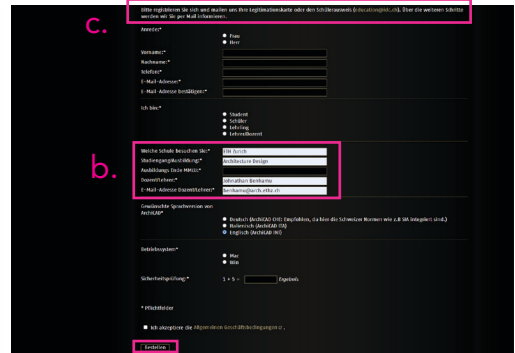 c.
Bitte registrieren Sie sich und mailen uns Ihre Legitimationskarte oder den Schülerausweis (education@idc.ch). Über die weiteren Schritte
werden wir Sie per Mail informieren.
Anrede:*
Frau
Herr
Vorname:*
Nachname:*
Telefon:*
E-Mail-Adresse:*
E-Mail-Adresse bestätigen:*
Ich bin:*
Student
Schüler
Lehrling
Lehrer/Dozent
b.
Welche Schule besuchen Sie:* ETH Zurich
Studiengang/Ausbildung:* Architecture Design
Ausbildungs Ende MM/JJ:*
Dozent/Lehrer:* Johnathan Benhamu
E-Mail-Adresse Dozent/Lehrer:* benhamu@arch.ethz.ch
Gewünschte Sprachversion von
ArchiCAD*
Deutsch (ArchiCAD CHE: Empfohlen, da hier die Schweizer Normen wie z.B SIA integriert sind.)
Italienisch (ArchiCAD ITA)
Englisch (ArchiCAD INT)
Betriebssystem:*
Mac
Win
Sicherheitsprüfung:* 1 + 5 = Ergebnis
* Pflichtfelder
Ich akzeptiere die Allgemeinen Geschäftsbedingungen .
Bestellen